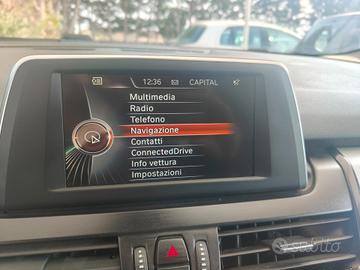 12:36 CAPITAL
Multimedia
Radio
Telefono
Navigazione
Contatti
ConnectedDrive
Info vettura
Impostazioni
subito